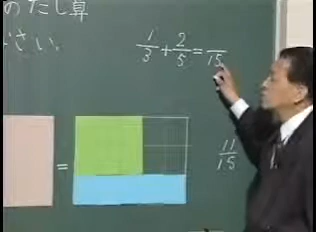 のたし算
さい
1/3 + 2/5 = /15
=
11/15